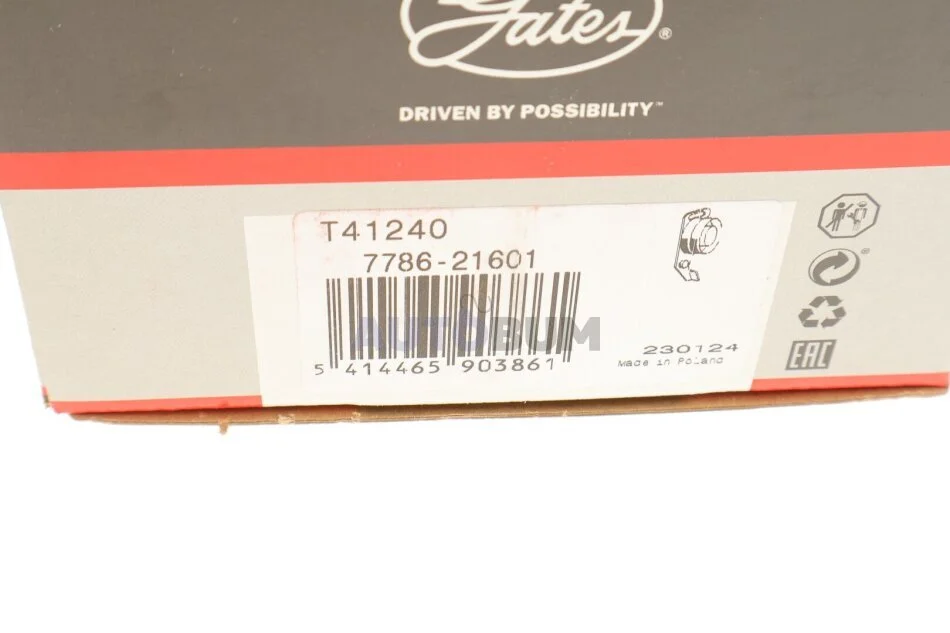 Gates®
DRIVEN BY POSSIBILITY™
T41240
7786-21601
AUTOBUM
5 414465 903861
230124
Made in Poland
EAC